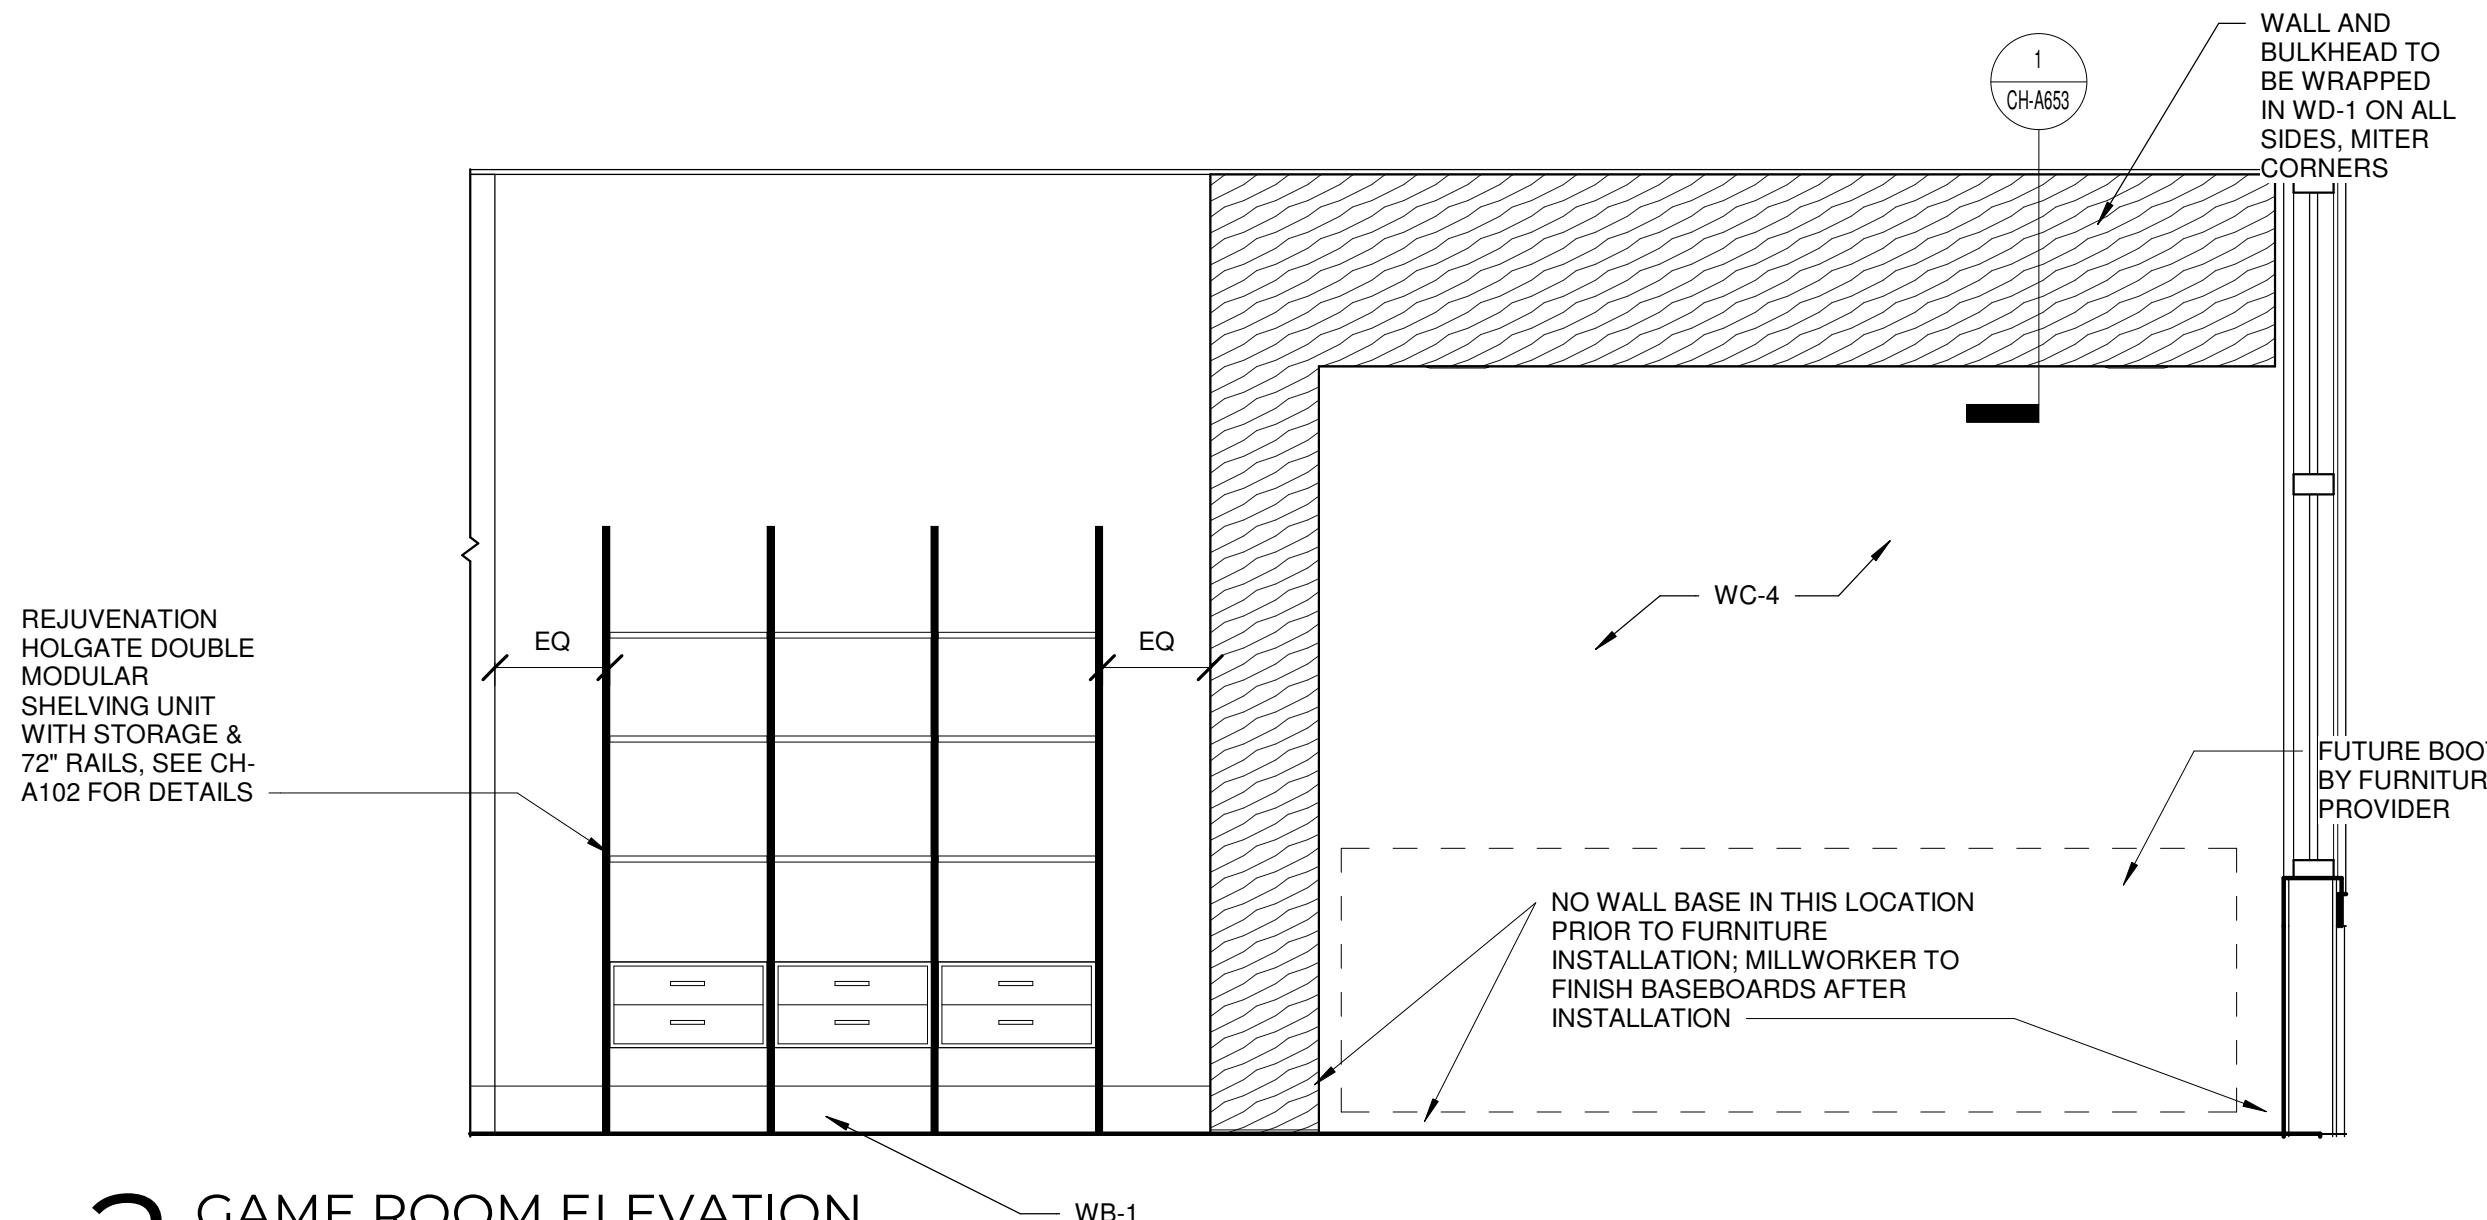 WALL AND
BULKHEAD TO
BE WRAPPED
IN WD-1 ON ALL
SIDES, MITER
CORNERS
1
CH-A653
REJUVENATION
HOLGATE DOUBLE
MODULAR
SHELVING UNIT
WITH STORAGE &
72" RAILS, SEE CH-
A102 FOR DETAILS
EQ
EQ
WC-4
FUTURE
BY
PROVIDER
NO WALL BASE IN THIS LOCATION
PRIOR TO FURNITURE
INSTALLATION; MILLWORKER TO
FINISH BASEBOARDS AFTER
INSTALLATION
GAME ROOM ELEVATION
WB-1